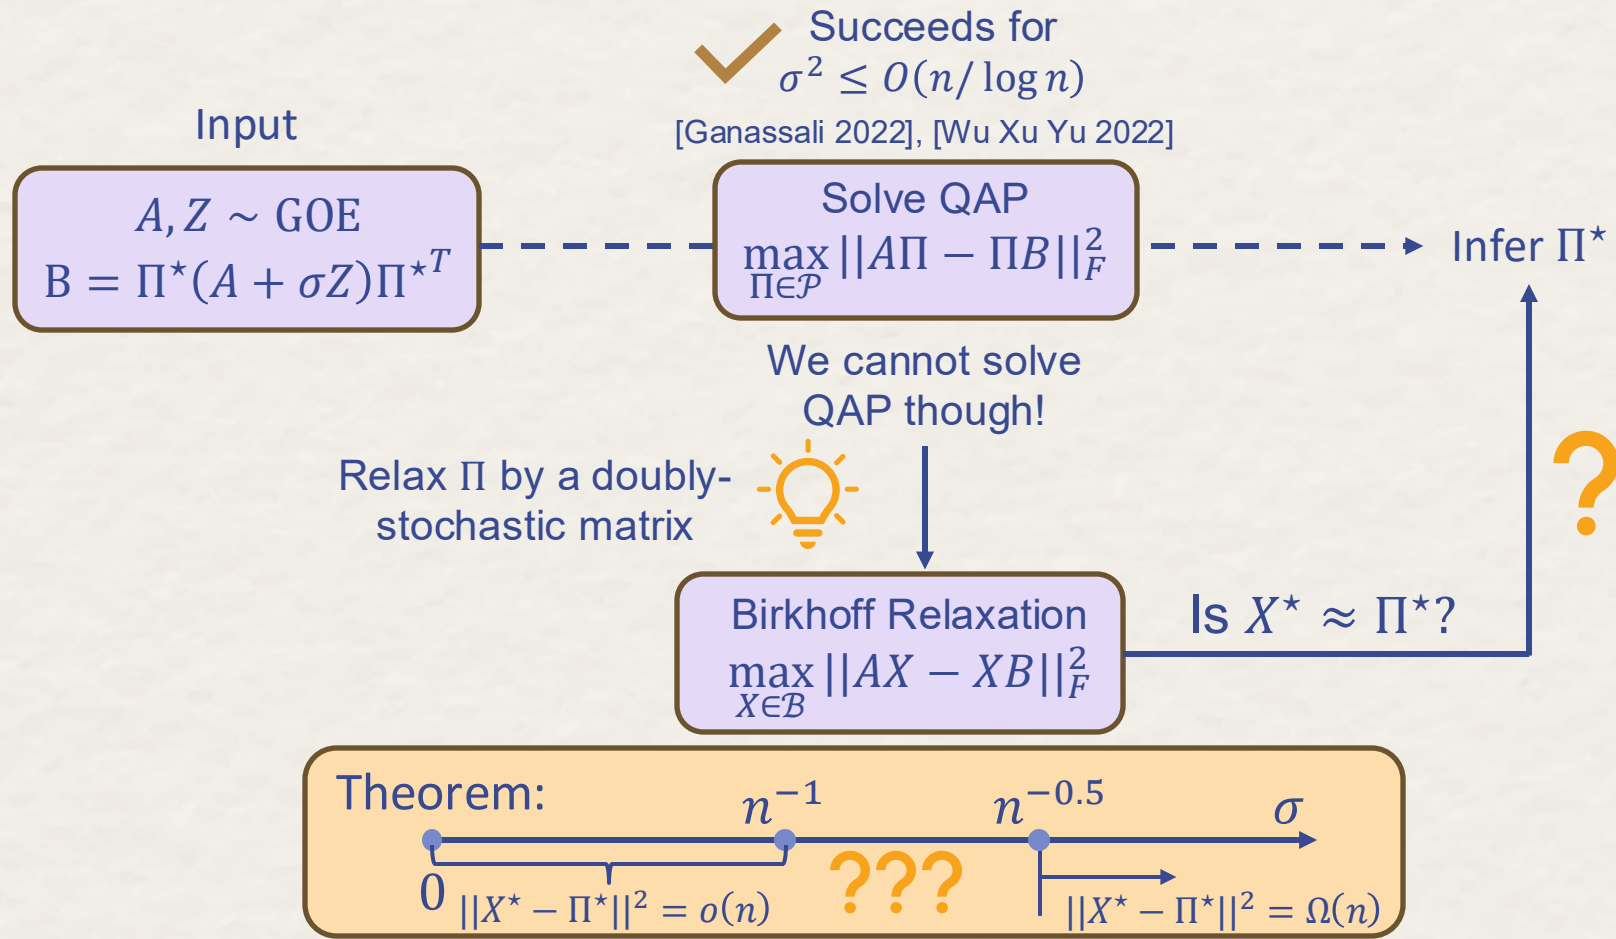 Succeeds for
σ² ≤ O(n/ log n)
[Ganassali 2022], [Wu Xu Yu 2022]
Input
A, Z ~ GOE
B = Π⋆(A + σZ)Π⋆ᵀ
Solve QAP
max_{Π∈𝒫} ||AΠ − ΠB||²_F
Infer Π⋆
We cannot solve
QAP though!
Relax Π by a doubly-
stochastic matrix
?
Birkhoff Relaxation
max_{X∈ℬ} ||AX − XB||²_F
Is X⋆ ≈ Π⋆?
Theorem:
n⁻¹
n^{−0.5}
σ
0
||X⋆ − Π⋆||² = o(n)
???
||X⋆ − Π⋆||² = Ω(n)